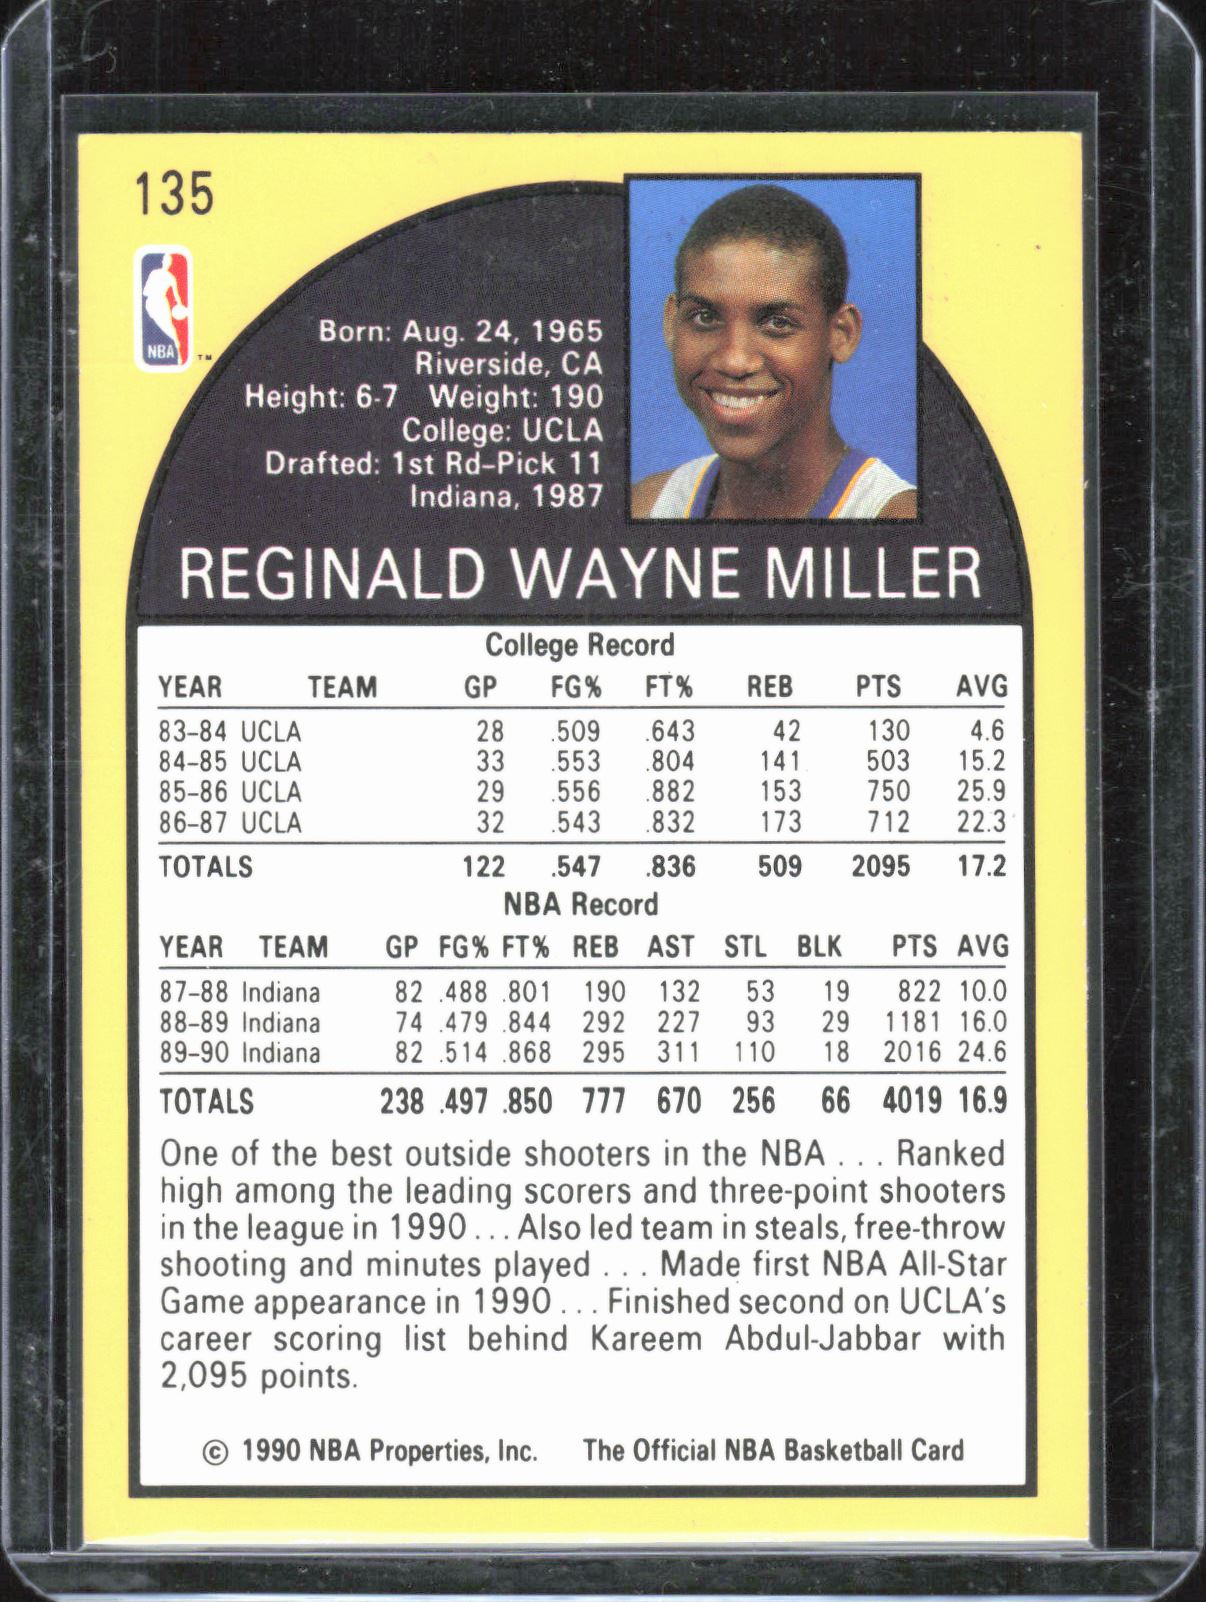 135
NBA
TM
Born: Aug. 24, 1965
Riverside, CA
Height: 6-7 Weight: 190
College: UCLA
Drafted: 1st Rd–Pick 11
Indiana, 1987
REGINALD WAYNE MILLER
College Record
YEAR TEAM GP FG% FT% REB PTS AVG
83–84 UCLA 28 .509 .643 42 130 4.6
84–85 UCLA 33 .553 .804 141 503 15.2
85–86 UCLA 29 .556 .882 153 750 25.9
86–87 UCLA 32 .543 .832 173 712 22.3
TOTALS 122 .547 .836 509 2095 17.2
NBA Record
YEAR TEAM GP FG% FT% REB AST STL BLK PTS AVG
87–88 Indiana 82 .488 .801 190 132 53 19 822 10.0
88–89 Indiana 74 .479 .844 292 227 93 29 1181 16.0
89–90 Indiana 82 .514 .868 295 311 110 18 2016 24.6
TOTALS 238 .497 .850 777 670 256 66 4019 16.9
One of the best outside shooters in the NBA . . . Ranked
high among the leading scorers and three-point shooters
in the league in 1990 . . . Also led team in steals, free-throw
shooting and minutes played . . . Made first NBA All-Star
Game appearance in 1990 . . . Finished second on UCLA's
career scoring list behind Kareem Abdul-Jabbar with
2,095 points.
© 1990 NBA Properties, Inc. The Official NBA Basketball Card